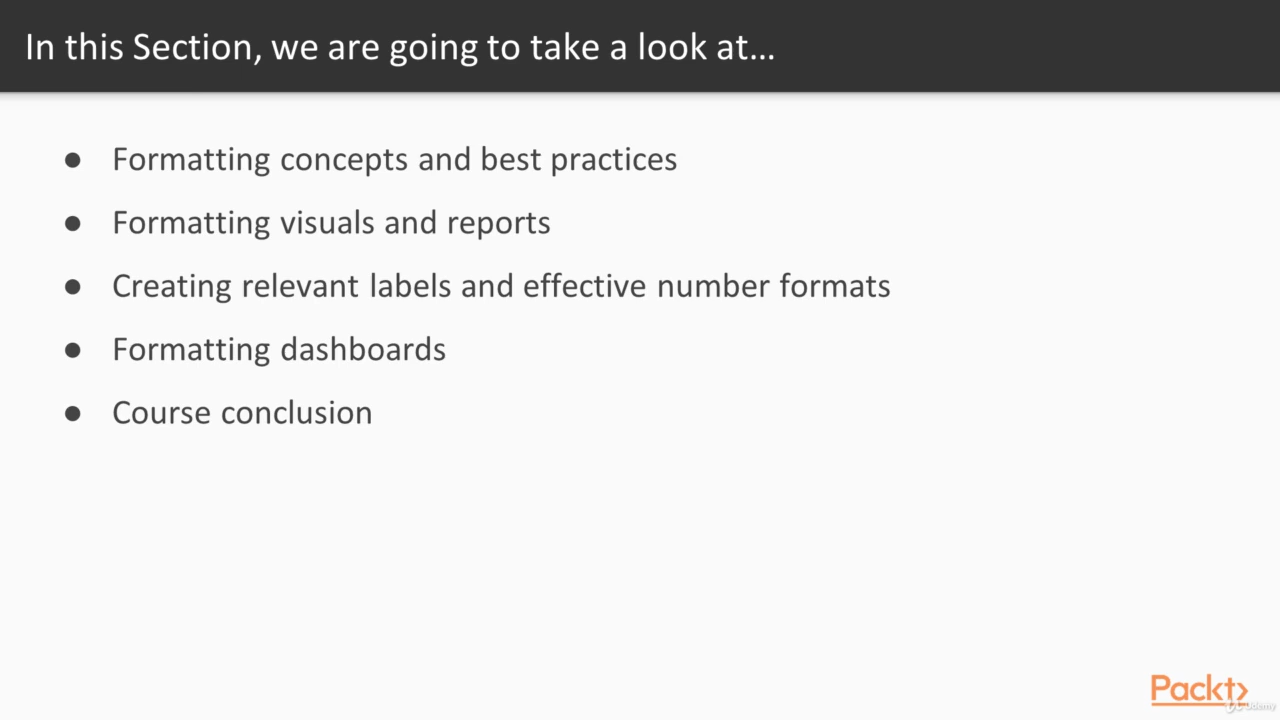 In this Section, we are going to take a look at...
● Formatting concepts and best practices
● Formatting visuals and reports
● Creating relevant labels and effective number formats
● Formatting dashboards
● Course conclusion
Packt>
Udemy